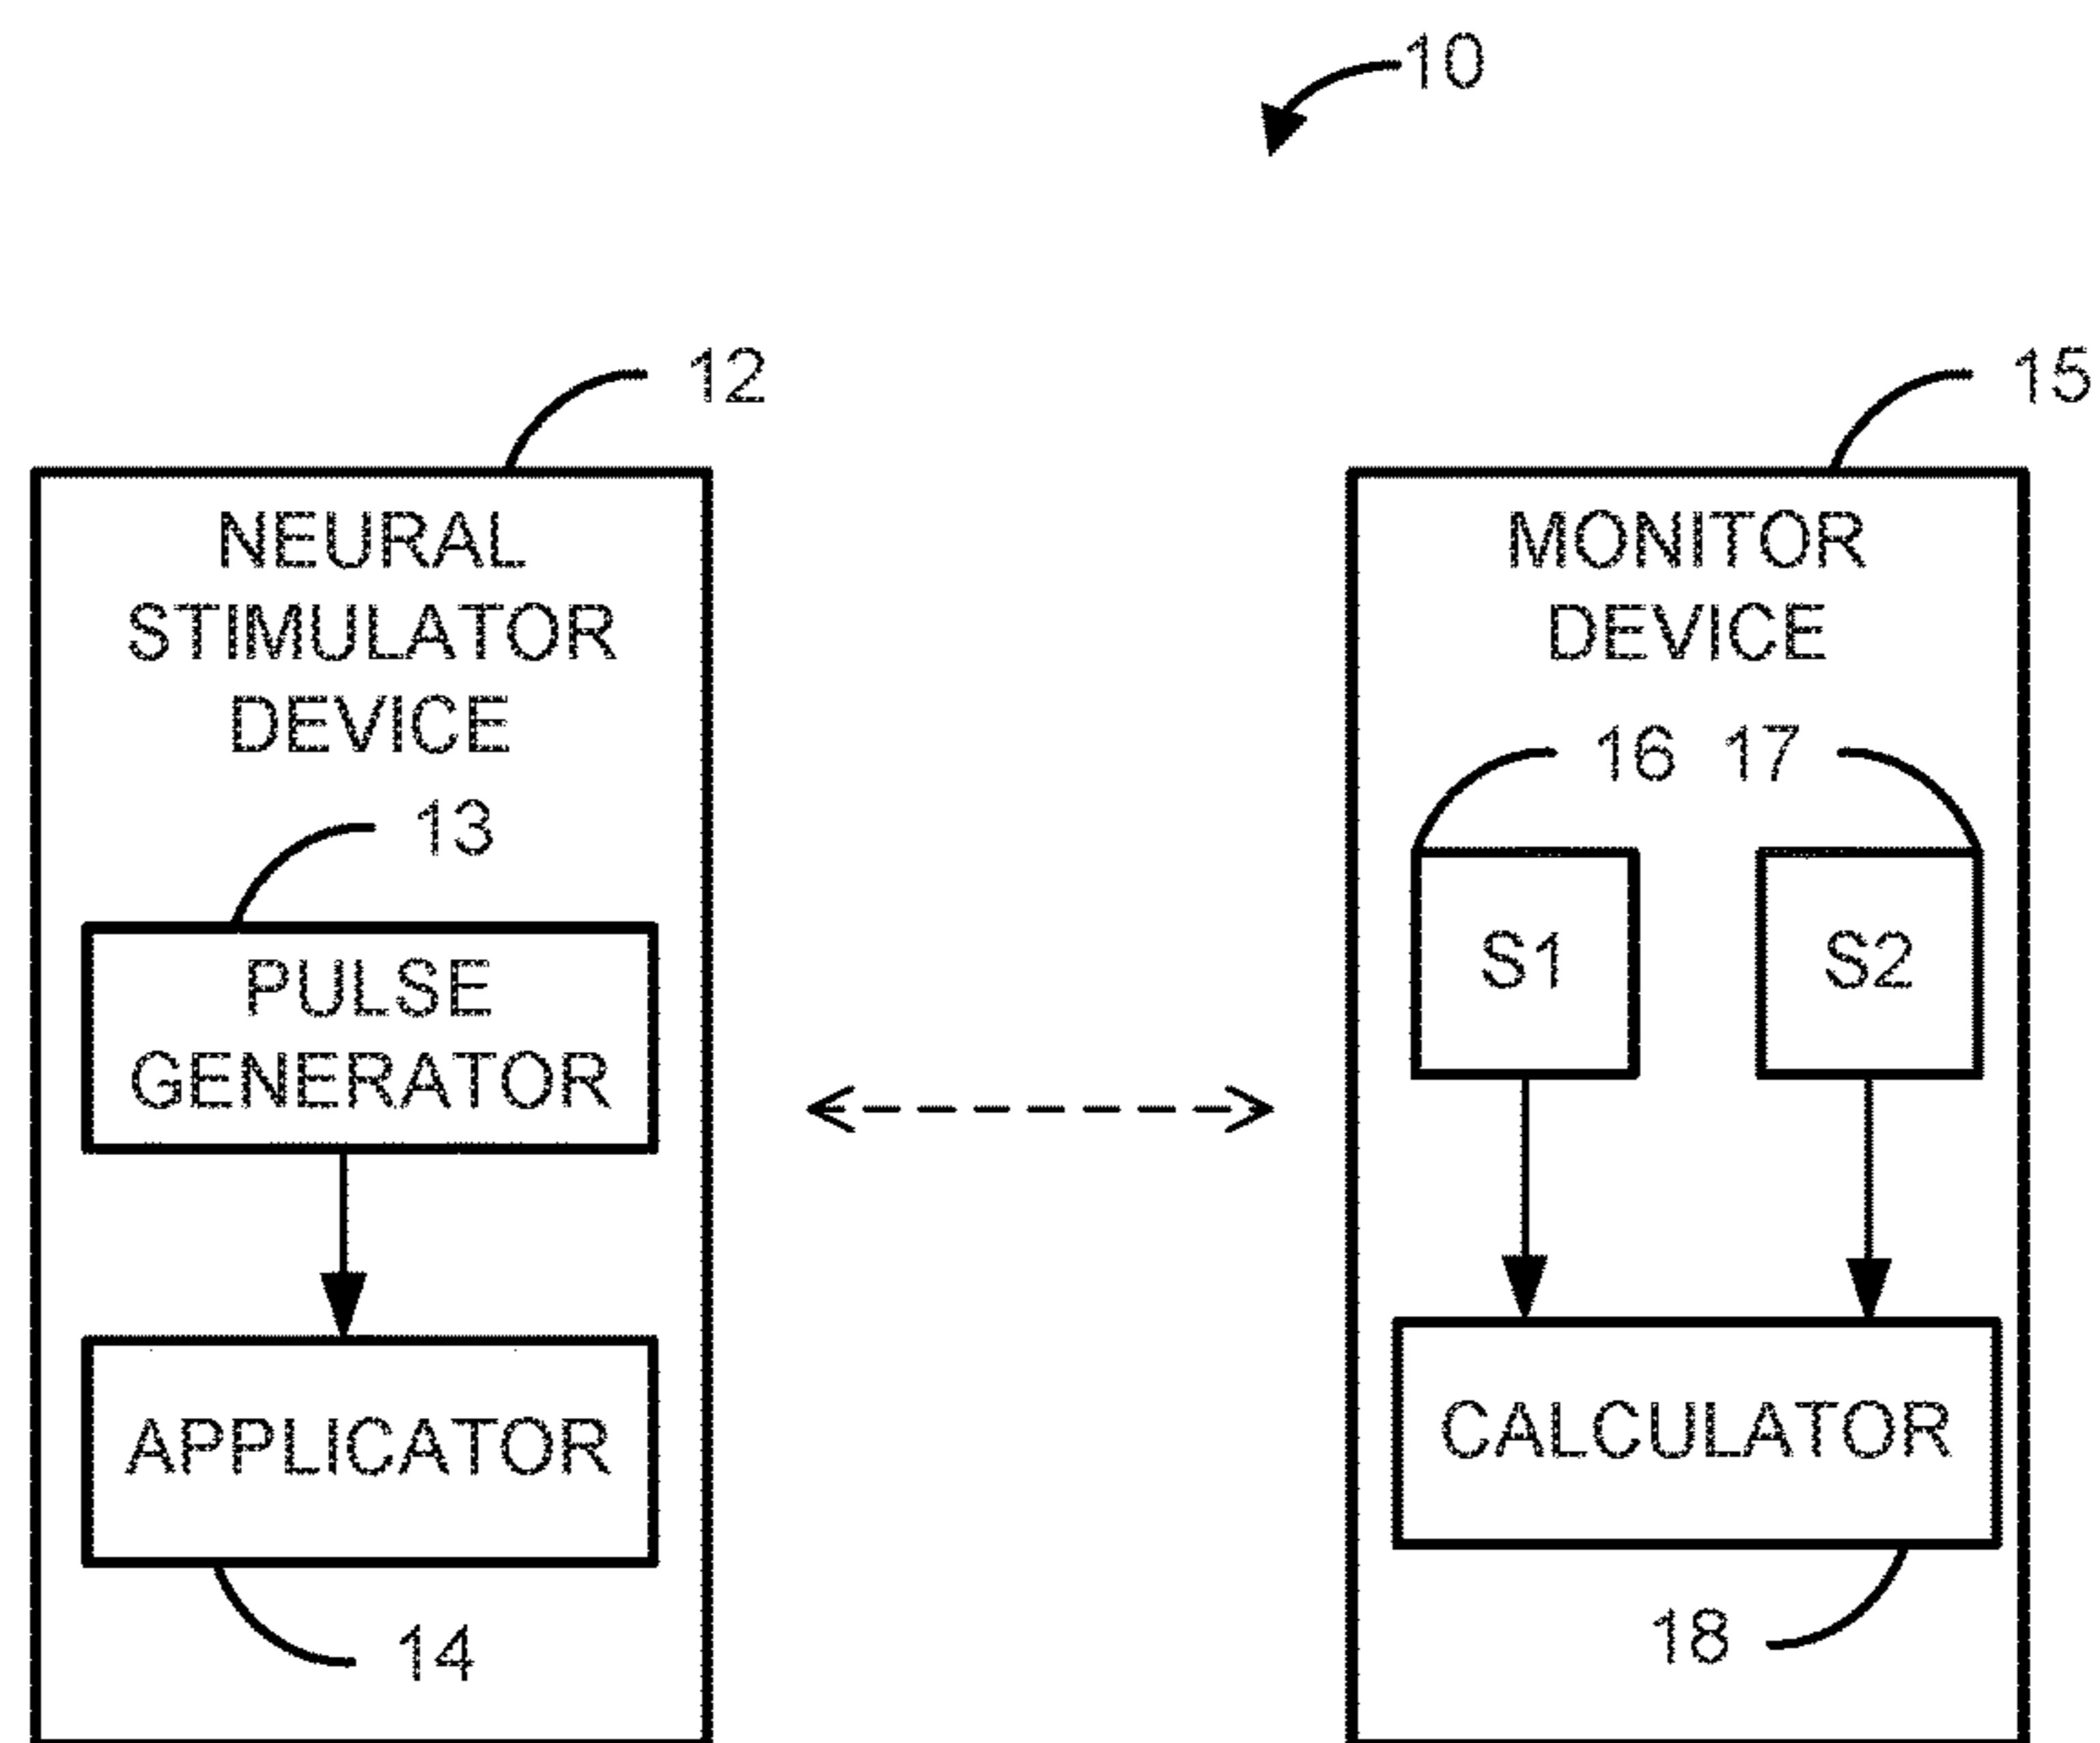 10
12
15
NEURAL
STIMULATOR
DEVICE
MONITOR
DEVICE
16 17
13
PULSE
GENERATOR
S1
S2
APPLICATOR
CALCULATOR
14
18